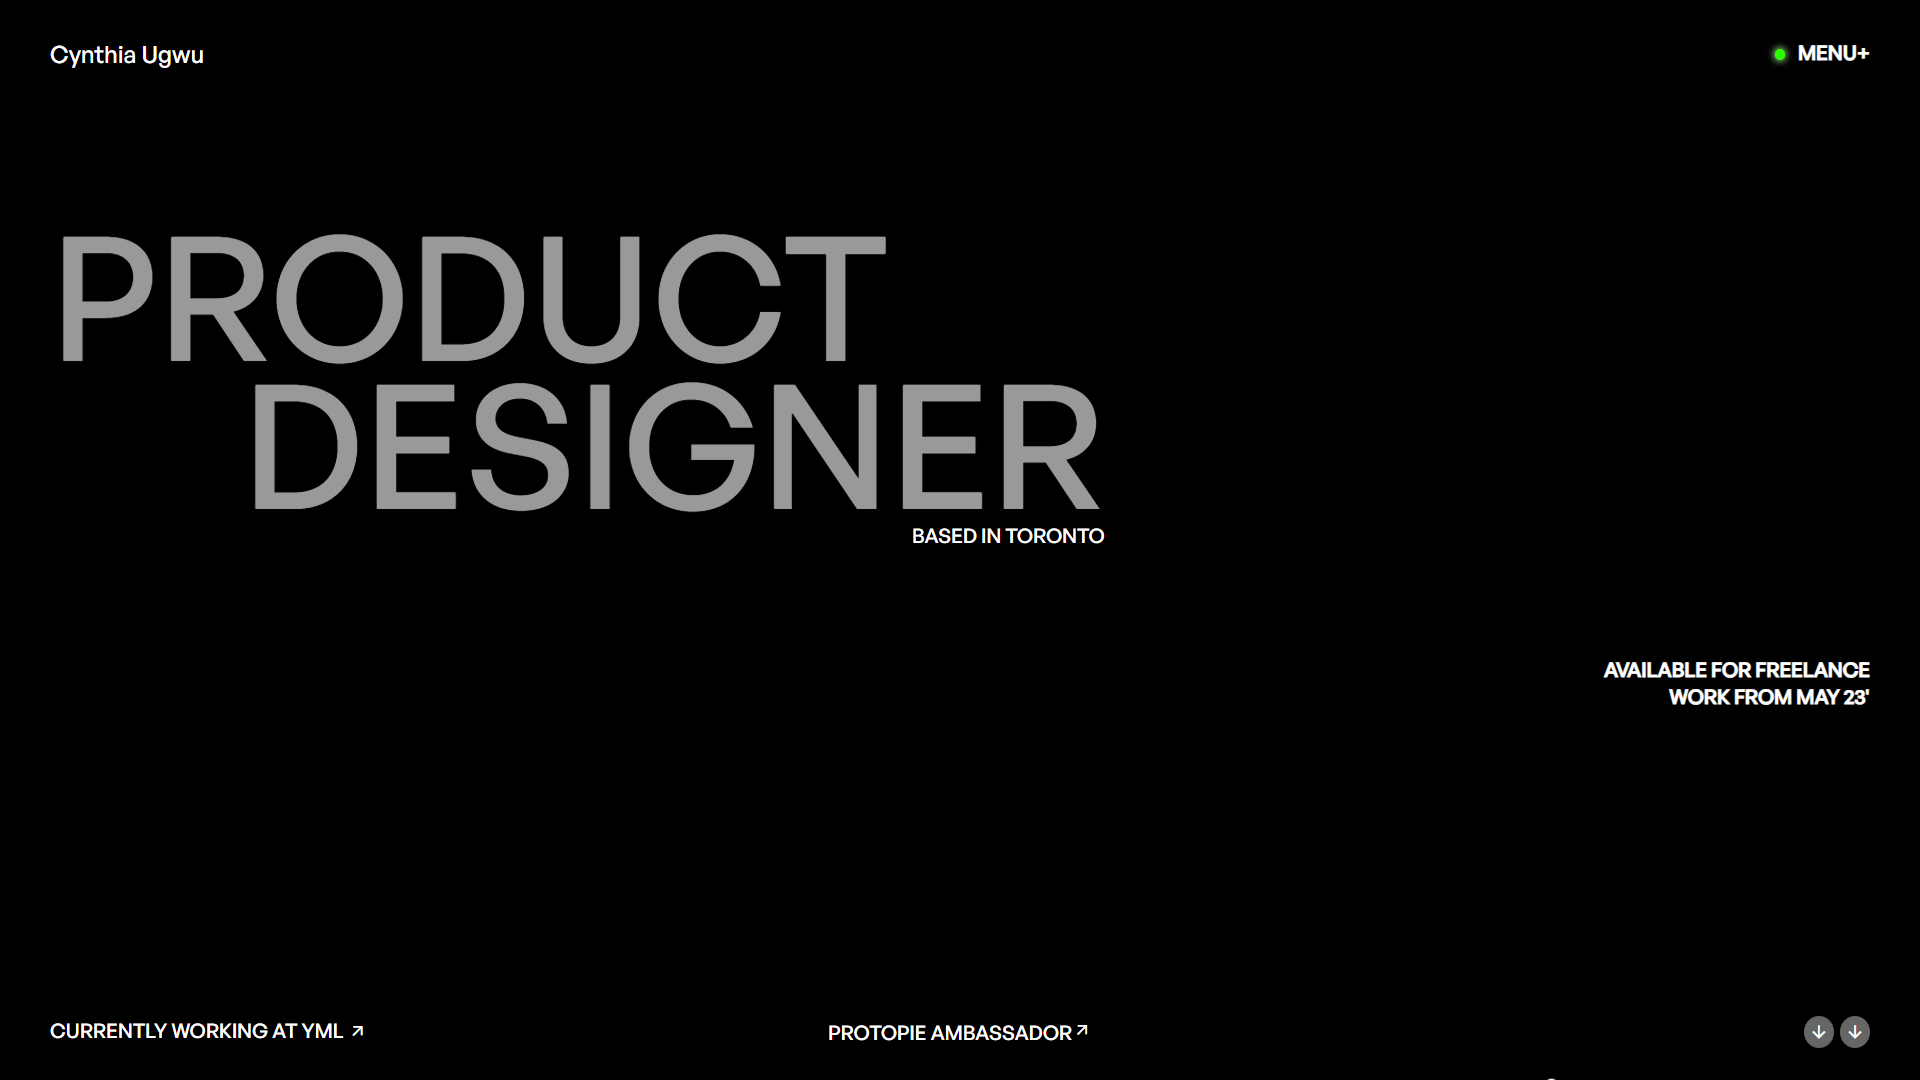 Cynthia Ugwu
MENU+
PRODUCT
DESIGNER
BASED IN TORONTO
AVAILABLE FOR FREELANCE
WORK FROM MAY 23'
CURRENTLY WORKING AT YML
PROTOPIE AMBASSADOR